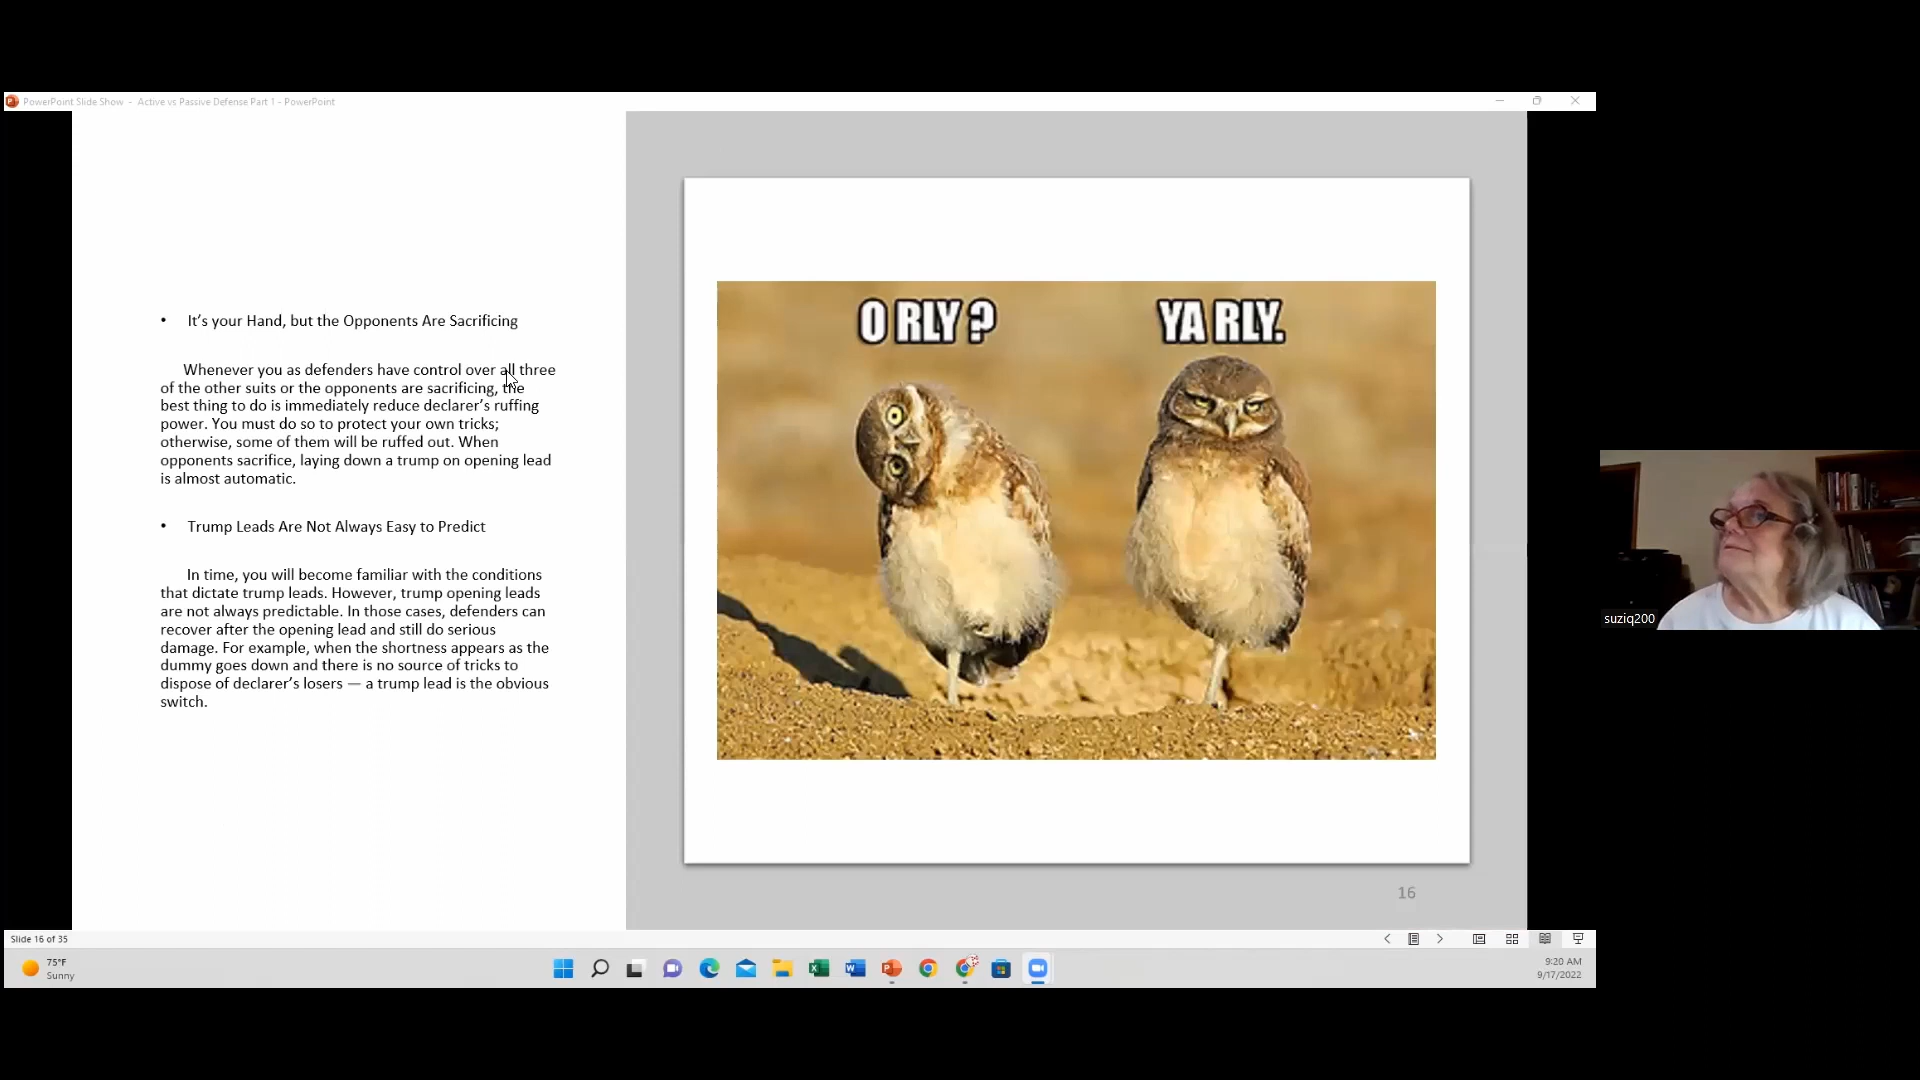 PowerPoint Slide Show - Active vs Passive Defense Part 1 - PowerPoint
• It’s your Hand, but the Opponents Are Sacrificing
Whenever you as defenders have control over all three
of the other suits or the opponents are sacrificing, the
best thing to do is immediately reduce declarer’s ruffing
power. You must do so to protect your own tricks;
otherwise, some of them will be ruffed out. When
opponents sacrifice, laying down a trump on opening lead
is almost automatic.
• Trump Leads Are Not Always Easy to Predict
In time, you will become familiar with the conditions
that dictate trump leads. However, trump opening leads
are not always predictable. In those cases, defenders can
recover after the opening lead and still do serious
damage. For example, when the shortness appears as the
dummy goes down and there is no source of tricks to
dispose of declarer’s losers — a trump lead is the obvious
switch.
O RLY ?
YA RLY.
16
suziq200
Slide 16 of 35
75°F
Sunny
9:20 AM
9/17/2022